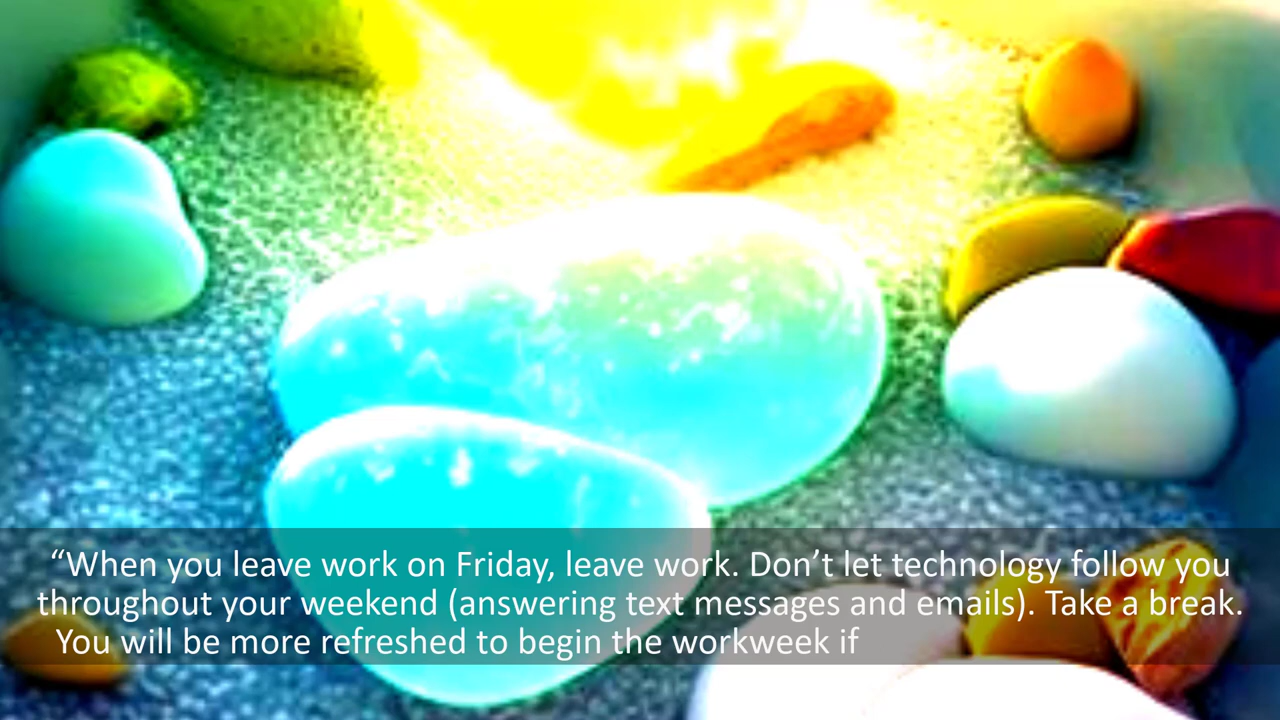 “When you leave work on Friday, leave work. Don’t let technology follow you
throughout your weekend (answering text messages and emails). Take a break.
You will be more refreshed to begin the workweek if